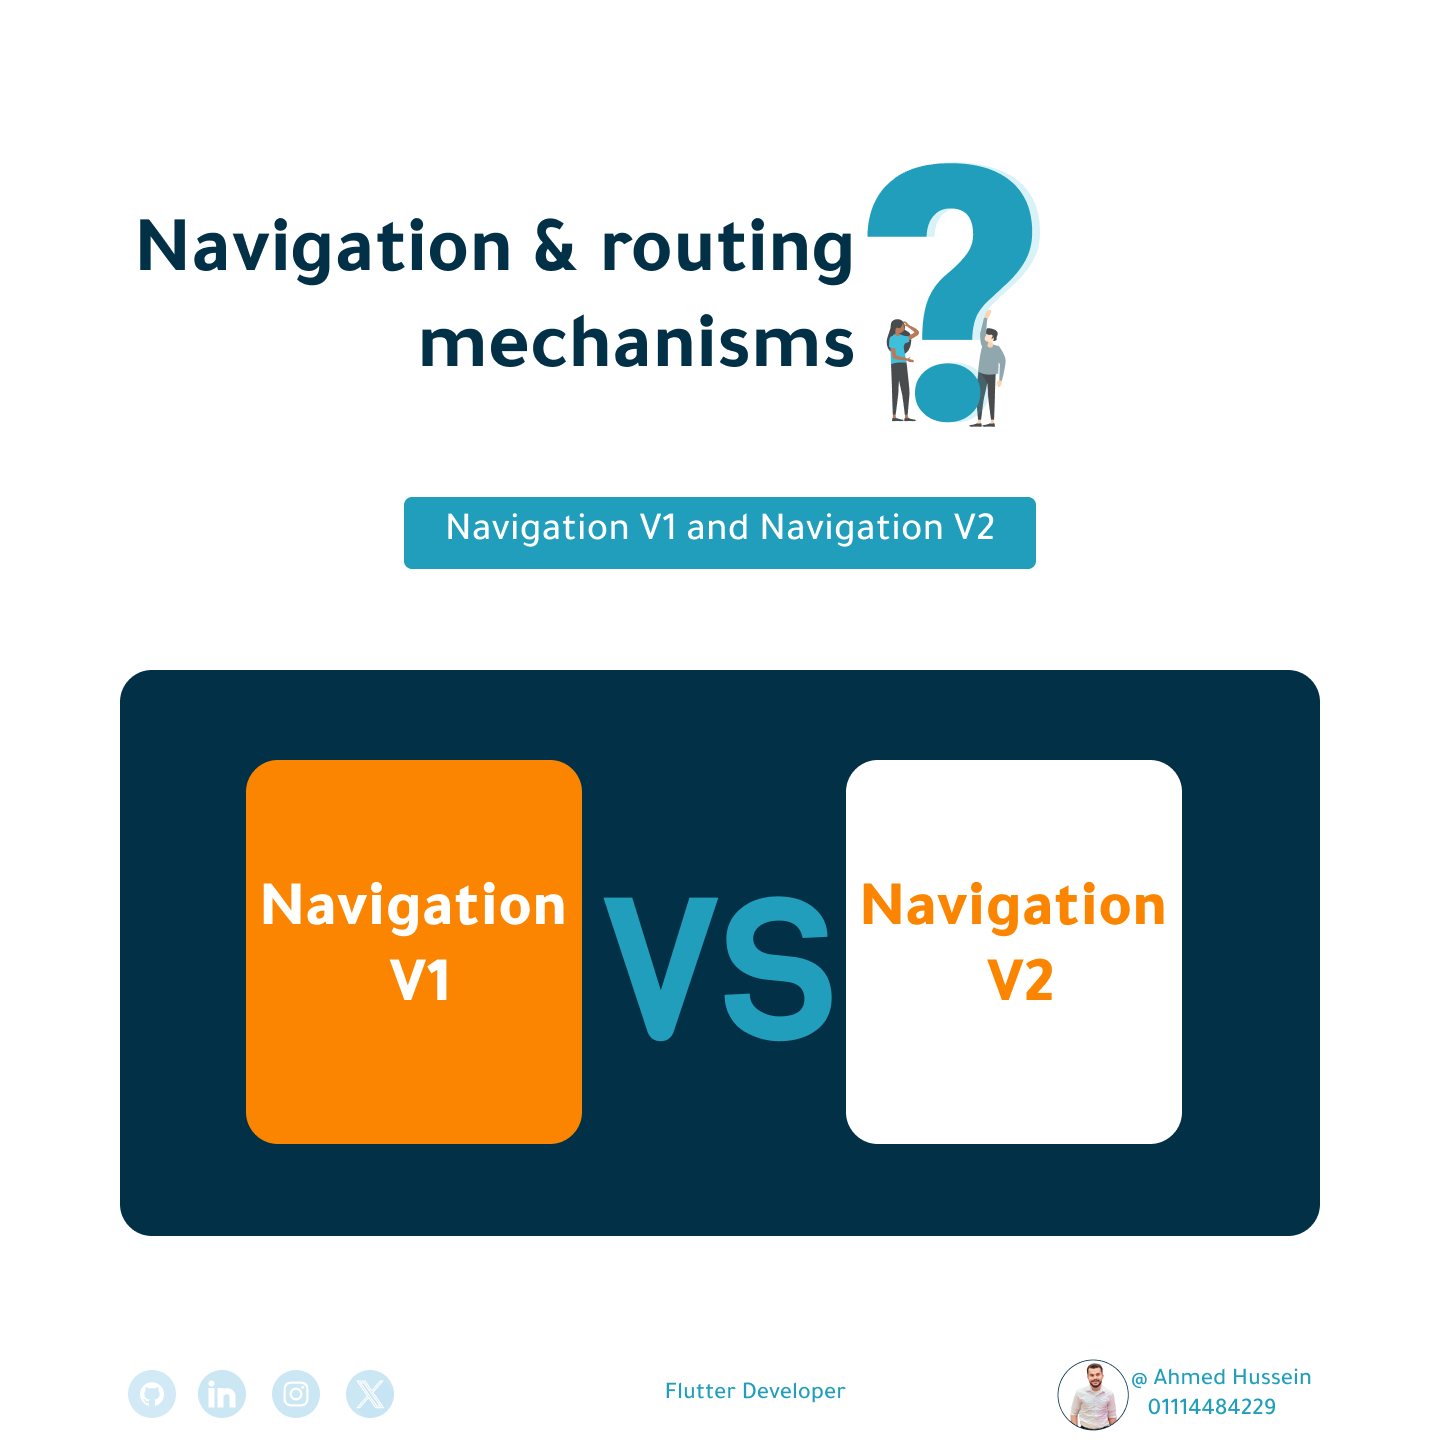 Navigation & routing
mechanisms
?
Navigation V1 and Navigation V2
Navigation
V1
VS
Navigation
V2
Flutter Developer
@ Ahmed Hussein
01114484229